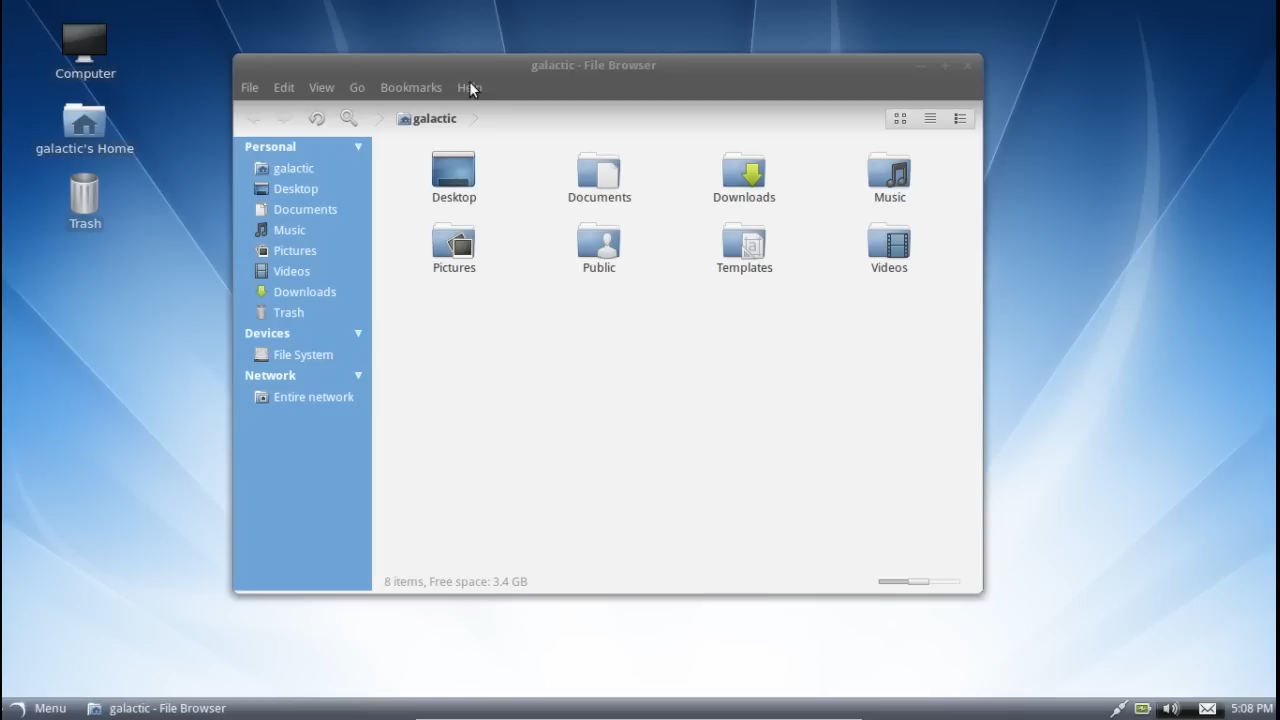 Computer
galactic's Home
Trash
galactic - File Browser
File Edit View Go Bookmarks Help
galactic
Personal
galactic
Desktop
Documents
Music
Pictures
Videos
Downloads
Trash
Devices
File System
Network
Entire network
Desktop Documents Downloads Music
Pictures Public Templates Videos
8 items, Free space: 3.4 GB
Menu galactic - File Browser 5:08 PM